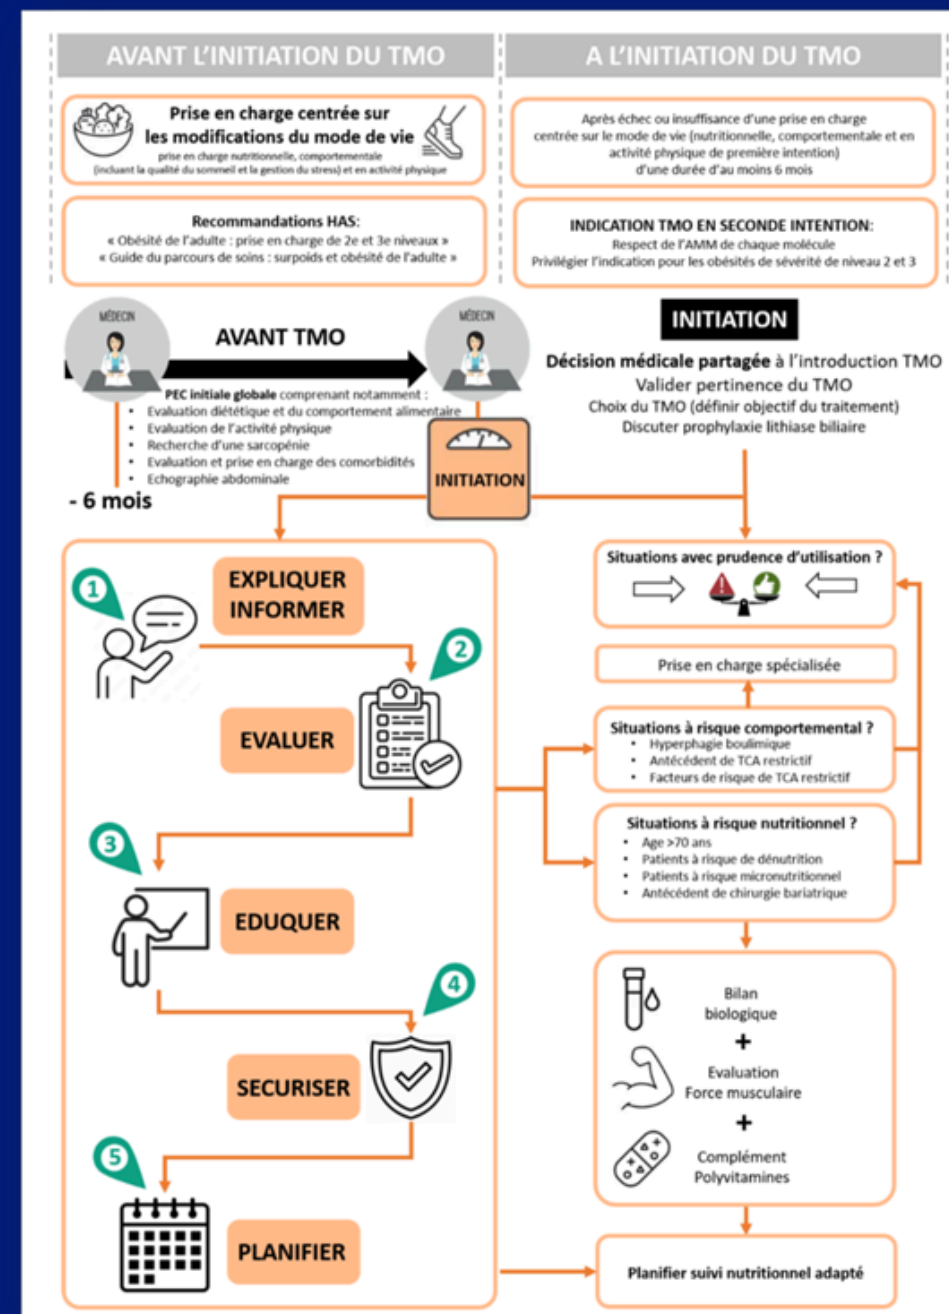 AVANT L'INITIATION DU TMO
Prise en charge centrée sur
les modifications du mode de vie
prise en charge nutritionnelle, comportementale
(incluant la qualité du sommeil et la gestion du stress) et en activité physique
Recommandations HAS:
« Obésité de l'adulte : prise en charge de 2e et 3e niveaux »
« Guide du parcours de soins : surpoids et obésité de l'adulte »
A L'INITIATION DU TMO
Après échec ou insuffisance d'une prise en charge
centrée sur le mode de vie (nutritionnelle, comportementale et en
activité physique de première intention)
d'une durée d'au moins 6 mois
INDICATION TMO EN SECONDE INTENTION:
Respect de l'AMM de chaque molécule
Privilégier l'indication pour les obésités de sévérité de niveau 2 et 3
MÉDECIN
AVANT TMO
MÉDECIN
PEC initiale globale comprenant notamment :
• Evaluation diététique et du comportement alimentaire
• Evaluation de l'activité physique
• Recherche d'une sarcopénie
• Evaluation et prise en charge des comorbidités
• Echographie abdominale
- 6 mois
INITIATION
INITIATION
Décision médicale partagée à l'introduction TMO
Valider pertinence du TMO
Choix du TMO (définir objectif du traitement)
Discuter prophylaxie lithiase biliaire
1
EXPLIQUER
INFORMER
2
EVALUER
3
EDUQUER
4
SECURISER
5
PLANIFIER
Situations avec prudence d'utilisation ?
Prise en charge spécialisée
Situations à risque comportemental ?
• Hyperphagie boulimique
• Antécédent de TCA restrictif
• Facteurs de risque de TCA restrictif
Situations à risque nutritionnel ?
• Age >70 ans
• Patients à risque de dénutrition
• Patients à risque micronutritionnel
• Antécédent de chirurgie bariatrique
Bilan
biologique
+
Evaluation
Force musculaire
+
Complément
Polyvitamines
Planifier suivi nutritionnel adapté